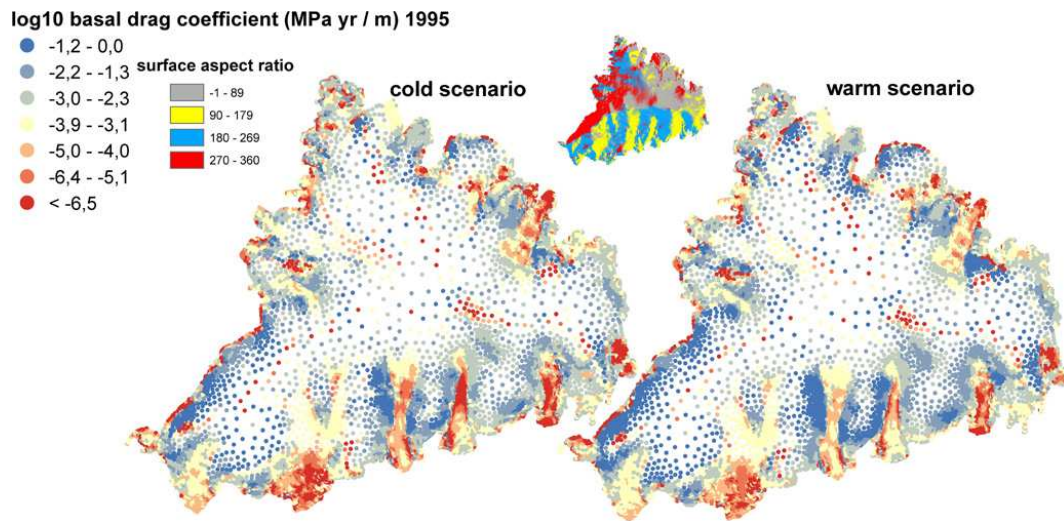 log10 basal drag coefficient (MPa yr / m) 1995
-1,2 - 0,0
-2,2 - -1,3
-3,0 - -2,3
-3,9 - -3,1
-5,0 - -4,0
-6,4 - -5,1
< -6,5
surface aspect ratio
-1 - 89
90 - 179
180 - 269
270 - 360
cold scenario
warm scenario